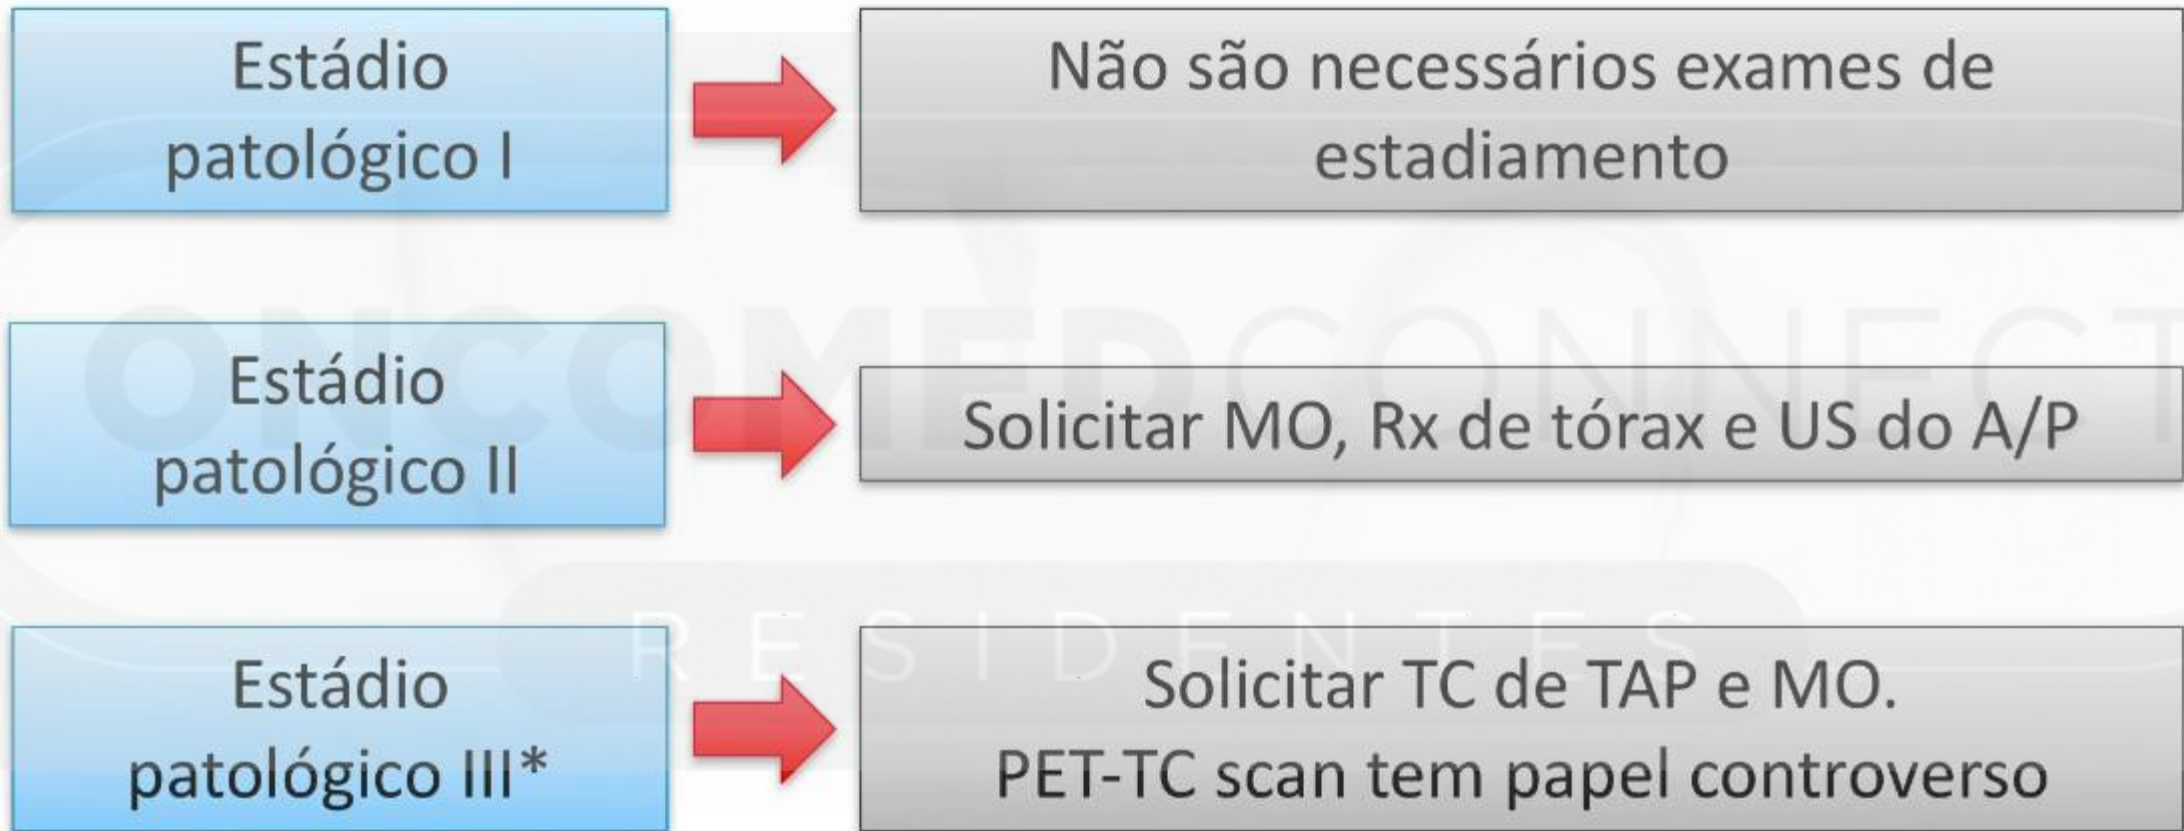 Estádio
patológico I
Não são necessários exames de
estadiamento
Estádio
patológico II
Solicitar MO, Rx de tórax e US do A/P
Estádio
patológico III*
Solicitar TC de TAP e MO.
PET-TC scan tem papel controverso
ONCOMEDCONNECT
RESIDENTES